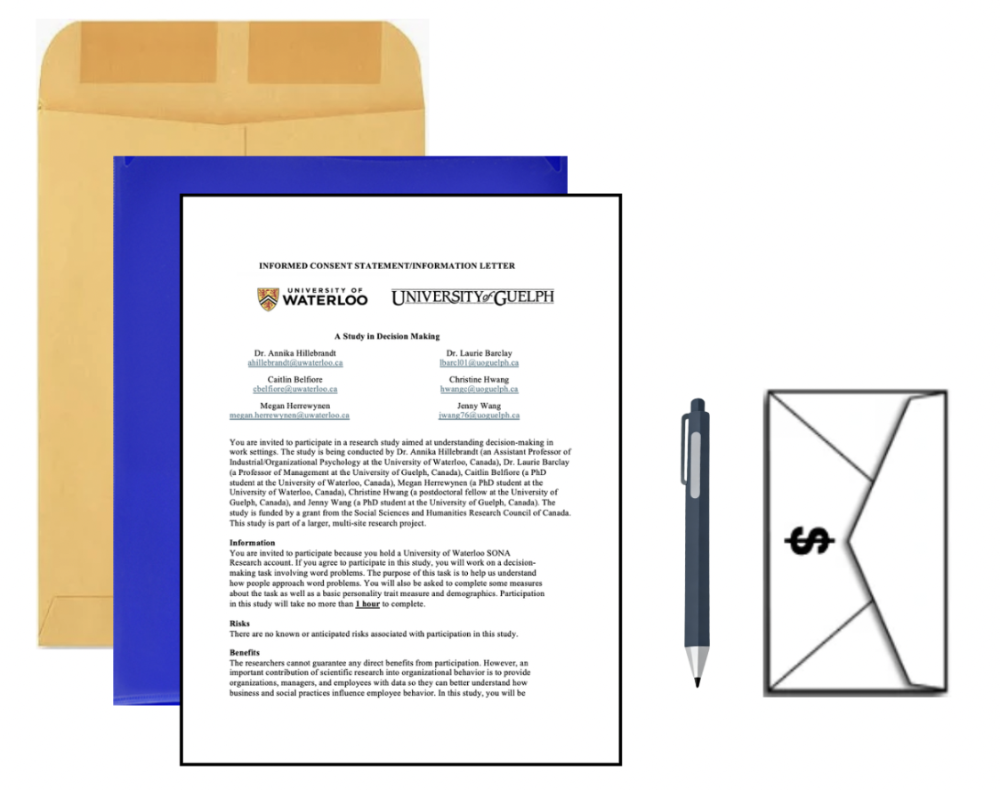 INFORMED CONSENT STATEMENT/INFORMATION LETTER
UNIVERSITY OF
WATERLOO
UNIVERSITY of GUELPH
A Study in Decision Making
Dr. Annika Hillebrandt
ahillebrandt@uwaterloo.ca
Dr. Laurie Barclay
lbarcl01@uoguelph.ca
Caitlin Belfiore
cbelfiore@uwaterloo.ca
Christine Hwang
hwangc@uoguelph.ca
Megan Herrewynen
megan.herrewynen@uwaterloo.ca
Jenny Wang
jwang76@uoguelph.ca
You are invited to participate in a research study aimed at understanding decision-making in
work settings. The study is being conducted by Dr. Annika Hillebrandt (an Assistant Professor of
Industrial/Organizational Psychology at the University of Waterloo, Canada), Dr. Laurie Barclay
(a Professor of Management at the University of Guelph, Canada), Caitlin Belfiore (a PhD
student at the University of Waterloo, Canada), Megan Herrewynen (a PhD student at the
University of Waterloo, Canada), Christine Hwang (a postdoctoral fellow at the University of
Guelph, Canada), and Jenny Wang (a PhD student at the University of Guelph, Canada). The
study is funded by a grant from the Social Sciences and Humanities Research Council of Canada.
This study is part of a larger, multi-site research project.
Information
You are invited to participate because you hold a University of Waterloo SONA
Research account. If you agree to participate in this study, you will work on a decision-
making task involving word problems. The purpose of this task is to help us understand
how people approach word problems. You will also be asked to complete some measures
about the task as well as a basic personality trait measure and demographics. Participation
in this study will take no more than 1 hour to complete.
Risks
There are no known or anticipated risks associated with participation in this study.
Benefits
The researchers cannot guarantee any direct benefits from participation. However, an
important contribution of scientific research into organizational behavior is to provide
organizations, managers, and employees with data so they can better understand how
business and social practices influence employee behavior. In this study, you will be
$